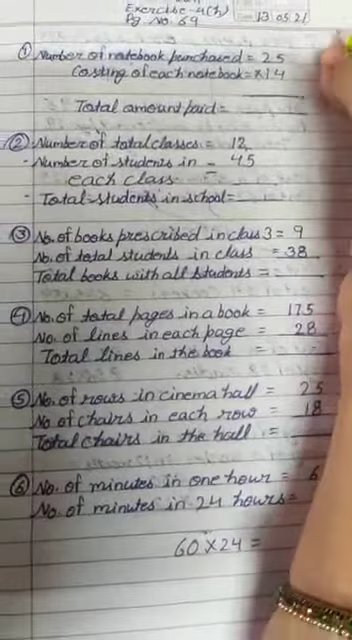 Exercise-4(h)
Pg No. 69
13.05.21
① Number of notebook purchased = 25
Costing of each notebook = ×14
Total amount paid =
② Number of total classes = 12
- Number of students in = 45
each class
- Total students in school =
③ No. of books prescribed in class 3 = 9
No. of total students in class = 38
Total books with all students =
④ No. of total pages in a book = 175
No. of lines in each page = 28
Total lines in the book =
⑤ No. of rows in cinema hall = 25
No of chairs in each row = 18
Total chairs in the hall =
⑥ No. of minutes in one hour = 6
No. of minutes in 24 hours =
60 × 24 =